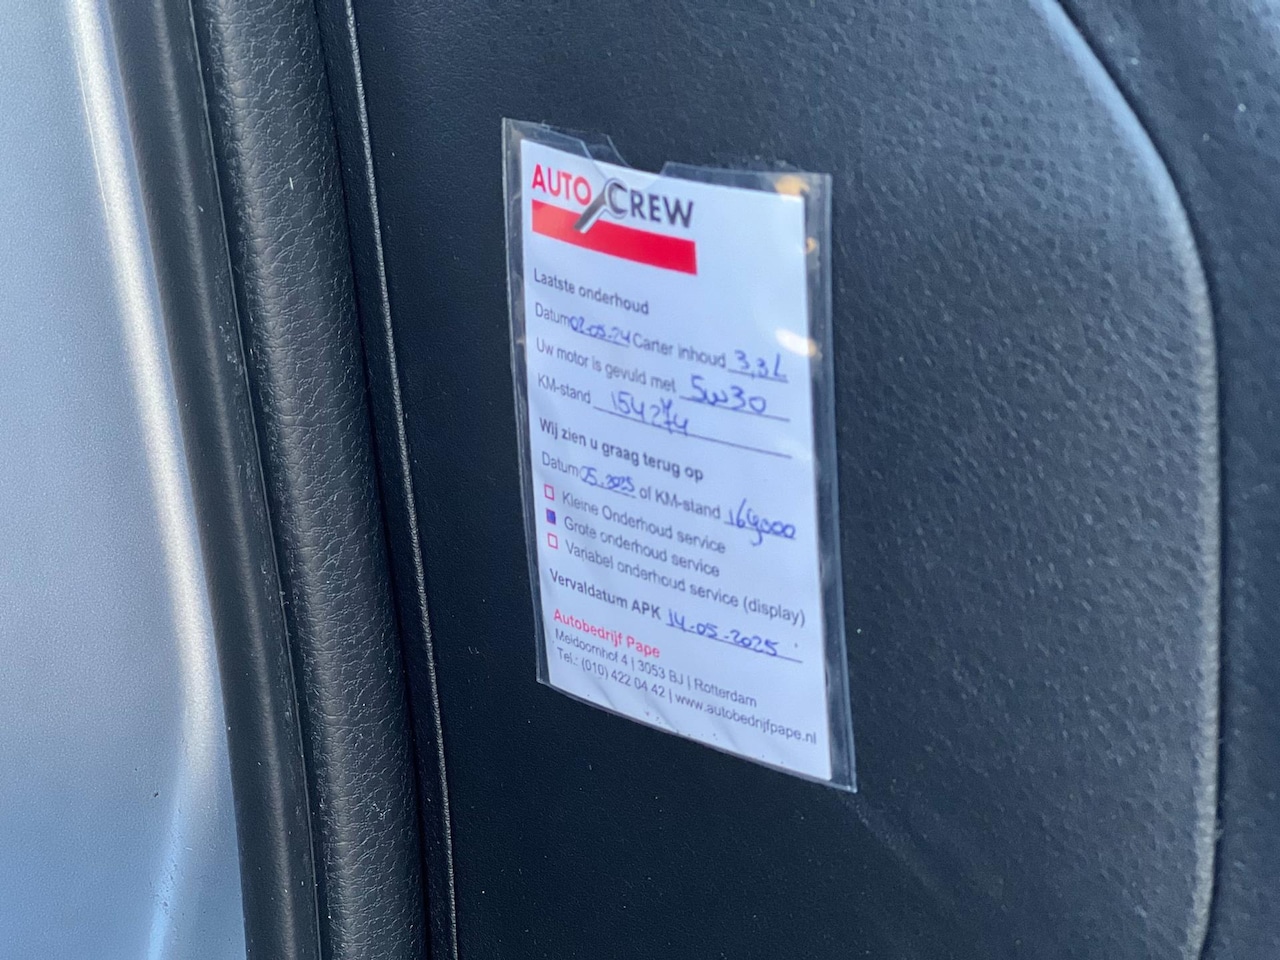 AUTO CREW
Laatste onderhoud
Datum 02-05-24 Carter inhoud 3,3L
Uw motor is gevuld met 5w30
KM-stand 154274
Wij zien u graag terug op
Datum 05.2025 of KM-stand
Kleine Onderhoud service
Grote onderhoud service
Variabel onderhoud service (display)
Vervaldatum APK 14-05-2025
Autobedrijf Pape
Meidoornhof 4 | 3053 BJ | Rotterdam
Tel.: (010) 422 04 42 | www.autobedrijfpape.nl